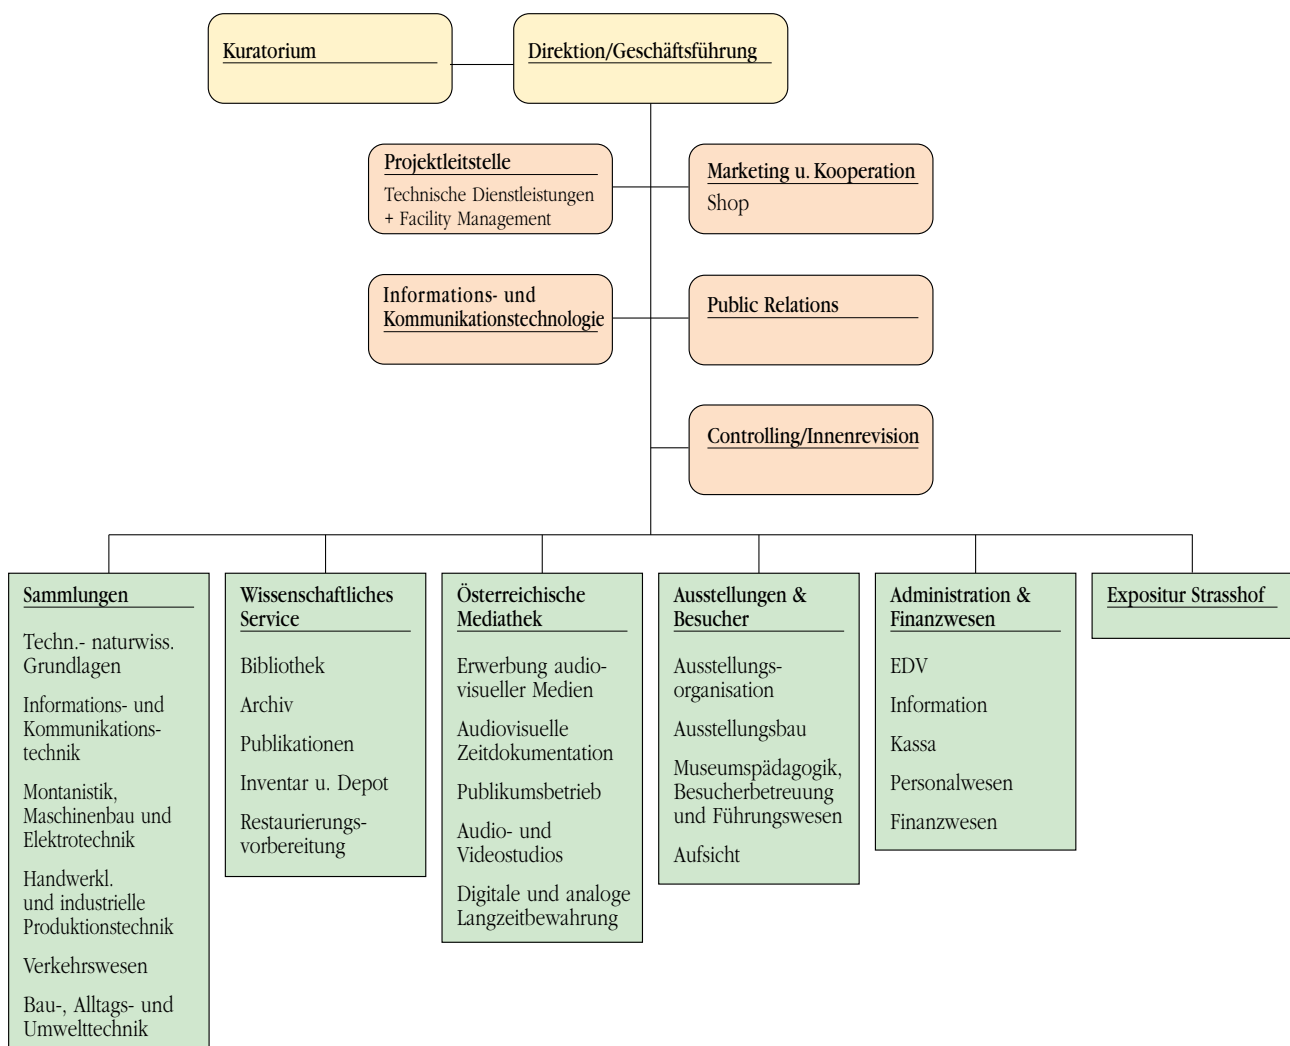 Kuratorium
Direktion/Geschäftsführung
Projektleitstelle
Technische Dienstleistungen
+ Facility Management
Marketing u. Kooperation
Shop
Informations- und
Kommunikationstechnologie
Public Relations
Controlling/Innenrevision
Sammlungen
Techn.- naturwiss.
Grundlagen
Informations- und
Kommunikations-
technik
Montanistik,
Maschinenbau und
Elektrotechnik
Handwerkl.
und industrielle
Produktionstechnik
Verkehrswesen
Bau-, Alltags- und
Umwelttechnik
Wissenschaftliches
Service
Bibliothek
Archiv
Publikationen
Inventar u. Depot
Restaurierungs-
vorbereitung
Österreichische
Mediathek
Erwerbung audio-
visueller Medien
Audiovisuelle
Zeitdokumentation
Publikumsbetrieb
Audio- und
Videostudios
Digitale und analoge
Langzeitbewahrung
Ausstellungen &
Besucher
Ausstellungs-
organisation
Ausstellungsbau
Museumspädagogik,
Besucherbetreuung
und Führungswesen
Aufsicht
Administration &
Finanzwesen
EDV
Information
Kassa
Personalwesen
Finanzwesen
Expositur Strasshof